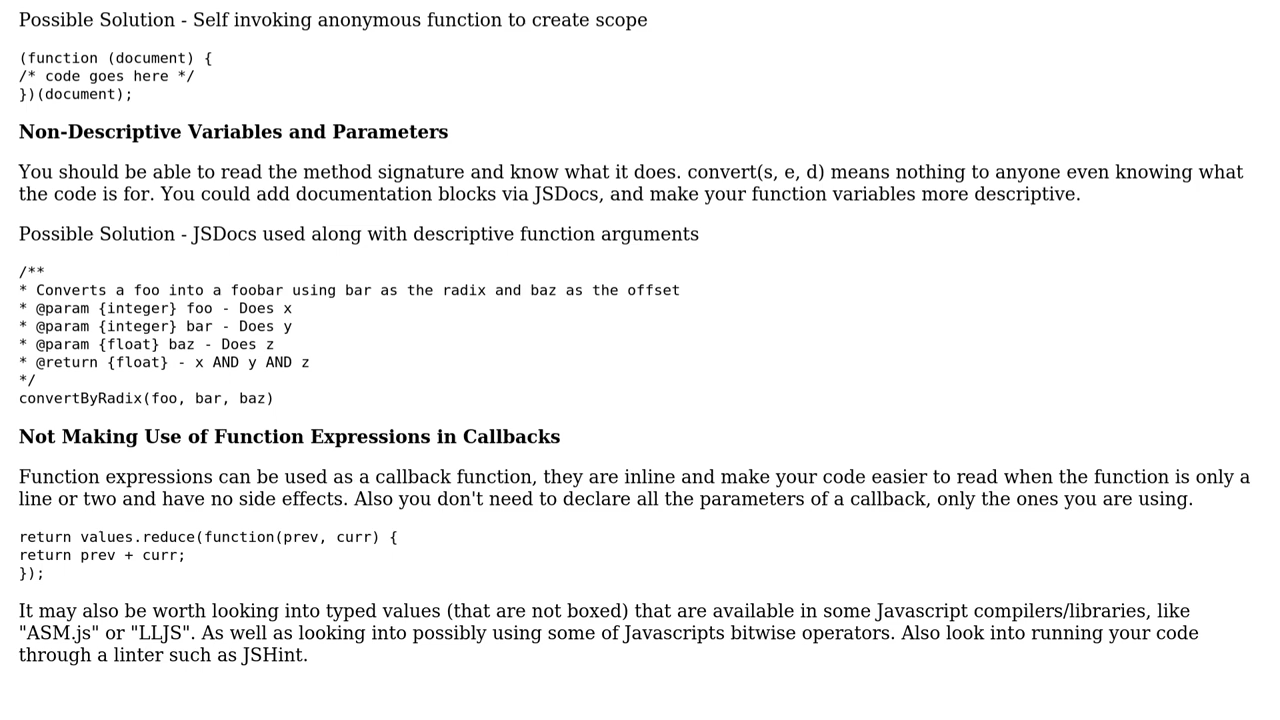 Possible Solution - Self invoking anonymous function to create scope
(function (document) {
/* code goes here */
})(document);
Non-Descriptive Variables and Parameters
You should be able to read the method signature and know what it does. convert(s, e, d) means nothing to anyone even knowing what
the code is for. You could add documentation blocks via JSDocs, and make your function variables more descriptive.
Possible Solution - JSDocs used along with descriptive function arguments
/**
* Converts a foo into a foobar using bar as the radix and baz as the offset
* @param {integer} foo - Does x
* @param {integer} bar - Does y
* @param {float} baz - Does z
* @return {float} - x AND y AND z
*/
convertByRadix(foo, bar, baz)
Not Making Use of Function Expressions in Callbacks
Function expressions can be used as a callback function, they are inline and make your code easier to read when the function is only a
line or two and have no side effects. Also you don't need to declare all the parameters of a callback, only the ones you are using.
return values.reduce(function(prev, curr) {
return prev + curr;
});
It may also be worth looking into typed values (that are not boxed) that are available in some Javascript compilers/libraries, like
"ASM.js" or "LLJS". As well as looking into possibly using some of Javascripts bitwise operators. Also look into running your code
through a linter such as JSHint.